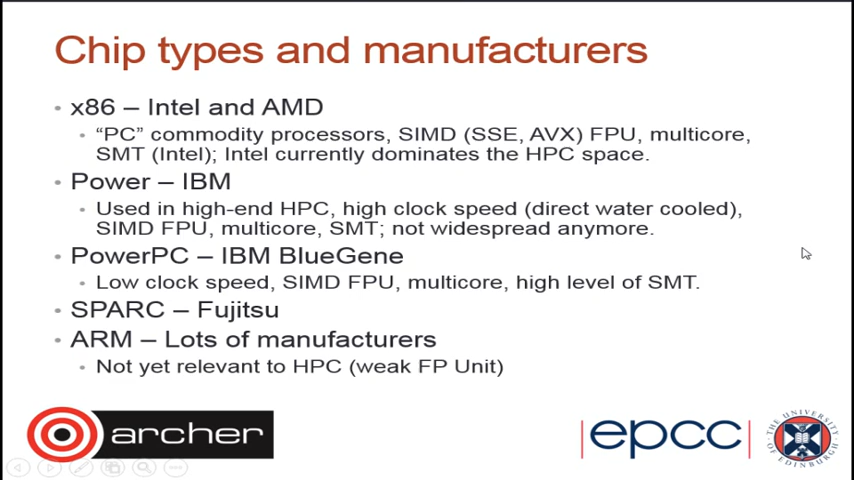 Chip types and manufacturers
• x86 – Intel and AMD
• “PC” commodity processors, SIMD (SSE, AVX) FPU, multicore,
SMT (Intel); Intel currently dominates the HPC space.
• Power – IBM
• Used in high-end HPC, high clock speed (direct water cooled),
SIMD FPU, multicore, SMT; not widespread anymore.
• PowerPC – IBM BlueGene
• Low clock speed, SIMD FPU, multicore, high level of SMT.
• SPARC – Fujitsu
• ARM – Lots of manufacturers
• Not yet relevant to HPC (weak FP Unit)
archer
epcc
THE UNIVERSITY
OF EDINBURGH